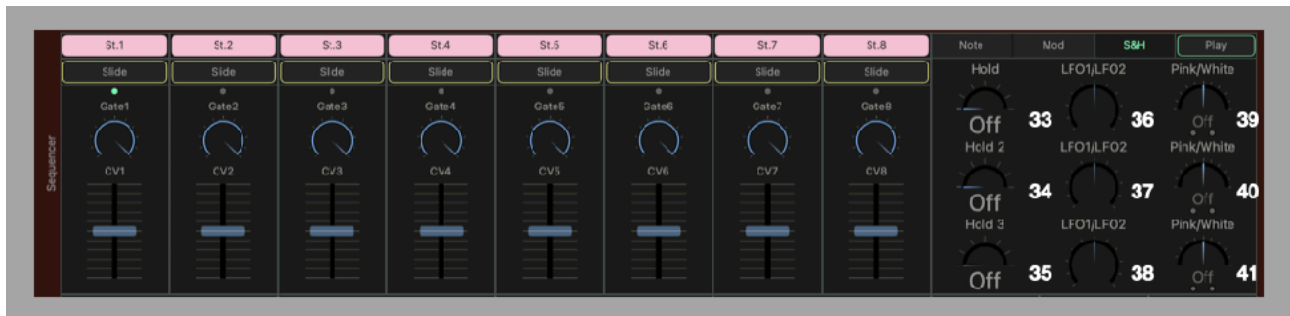 St.1 St.2 St.3 St.4 St.5 St.6 St.7 St.8 Note Mod S&H Play
Slide Slide Slide Slide Slide Slide Slide Slide Hold LFO1/LFO2 Pink/White
Gate1 Gate2 Gate3 Gate4 Gate5 Gate6 Gate7 Gate8
Off 33 36 Off 39
Hold 2 LFO1/LFO2 Pink/White
Sequencer
CV1 CV2 CV3 CV4 CV5 CV6 CV7 CV8
Off 34 37 Off 40
Hold 3 LFO1/LFO2 Pink/White
Off 35 38 Off 41